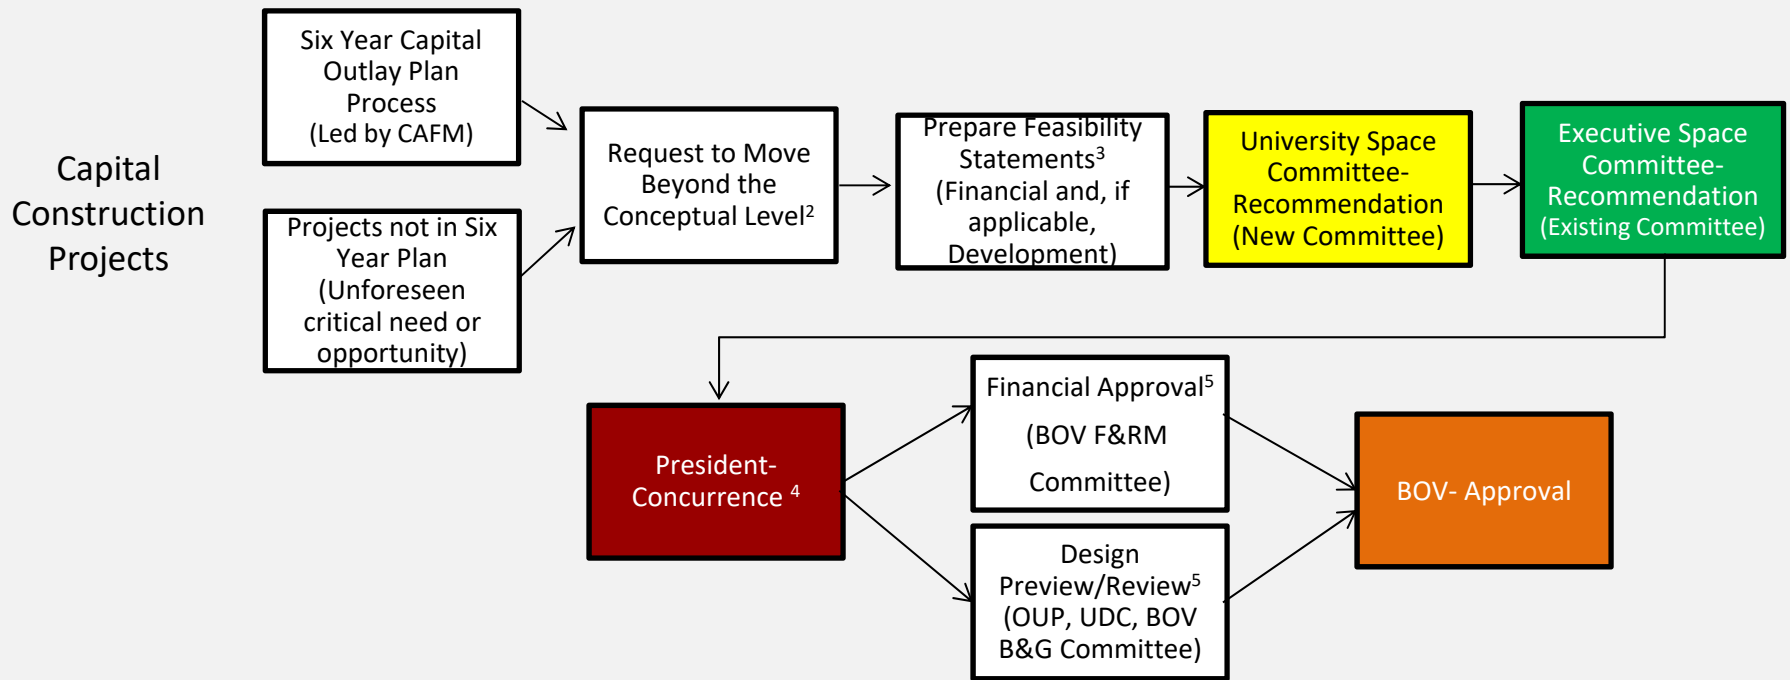 Capital
Construction
Projects
Six Year Capital
Outlay Plan
Process
(Led by CAFM)
Projects not in Six
Year Plan
(Unforeseen
critical need or
opportunity)
Request to Move
Beyond the
Conceptual Level²
Prepare Feasibility
Statements³
(Financial and, if
applicable,
Development)
University Space
Committee-
Recommendation
(New Committee)
Executive Space
Committee-
Recommendation
(Existing Committee)
President-
Concurrence ⁴
Financial Approval⁵
(BOV F&RM
Committee)
Design
Preview/Review⁵
(OUP, UDC, BOV
B&G Committee)
BOV- Approval